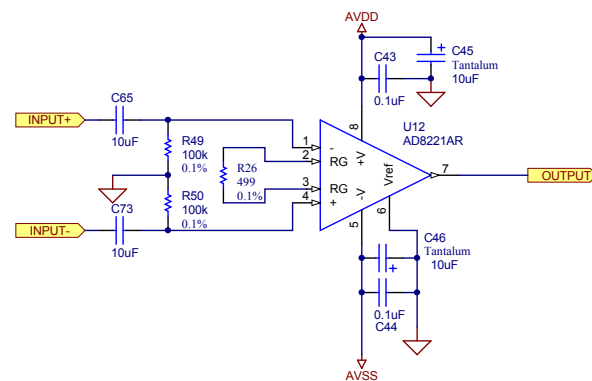 AVDD
C43
0.1uF
C45
Tantalum
10uF
C65
10uF
INPUT+
R49
100k
0.1%
R50
100k
0.1%
C73
10uF
INPUT-
R26
499
0.1%
1
2
3
4
-
RG
RG
+
8
+V
-V
5
Vref
6
7
U12
AD8221AR
OUTPUT
C46
Tantalum
10uF
0.1uF
C44
AVSS